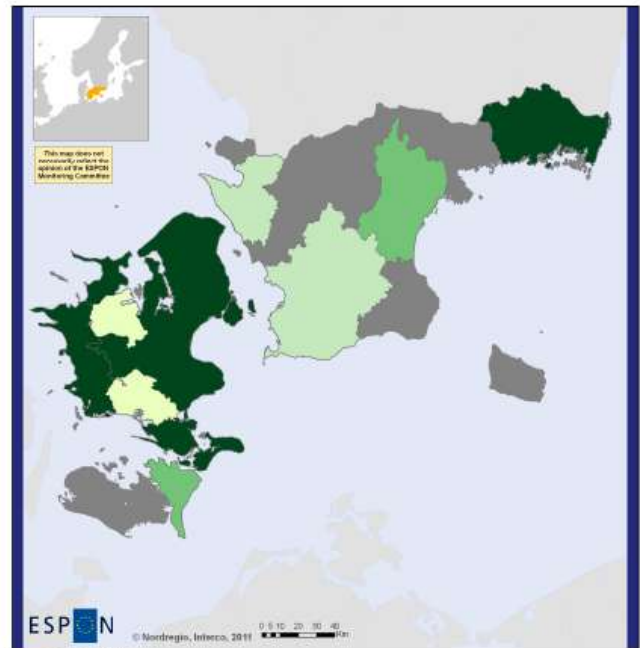 This map does not
necessarily reflect the
opinion of the ESPON
Monitoring Committee
ESPON
© Nordregio, Interco, 2011
0 5 10 20 30 40
Km